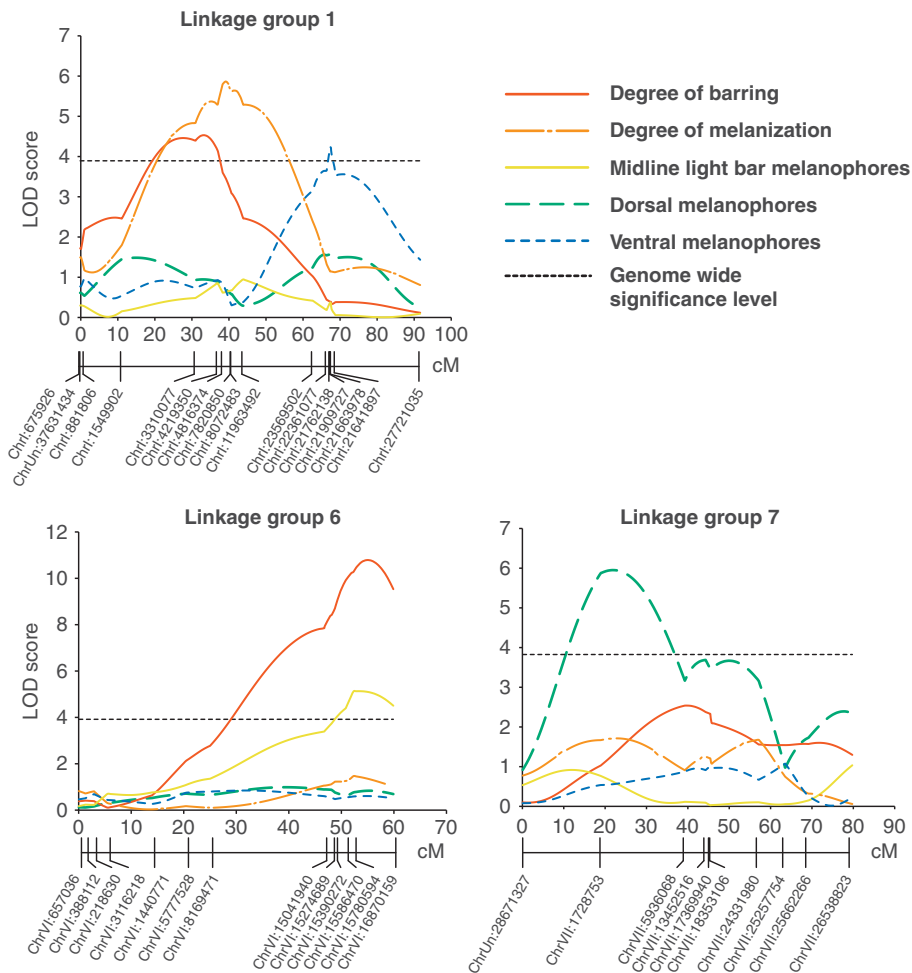 Linkage group 1
7
6
5
4
3
2
1
0
LOD score
0 10 20 30 40 50 60 70 80 90 100
cM
ChrI:675926
ChrUn:37631434
ChrI:881806
ChrI:1549902
ChrI:3310077
ChrI:4219350
ChrI:4816374
ChrI:7820850
ChrI:8072483
ChrI:11963492
ChrI:23569502
ChrI:22361077
ChrI:21762138
ChrI:21909727
ChrI:21663978
ChrI:21641897
ChrI:27721035
Degree of barring
Degree of melanization
Midline light bar melanophores
Dorsal melanophores
Ventral melanophores
Genome wide
significance level
Linkage group 6
12
10
8
6
4
2
0
LOD score
0 10 20 30 40 50 60 70
cM
ChrVI:657036
ChrVI:398112
ChrVI:218630
ChrVI:3116218
ChrVI:1440771
ChrVI:5777528
ChrVI:8169471
ChrVI:15041940
ChrVI:15274689
ChrVI:15390272
ChrVI:15586470
ChrVI:15780594
ChrVI:16870159
Linkage group 7
7
6
5
4
3
2
1
0
0 10 20 30 40 50 60 70 80 90
cM
ChrUn:28671327
ChrVII:1728753
ChrVII:5936068
ChrVII:13452516
ChrVII:17369940
ChrVII:18353106
ChrVII:24331980
ChrVII:25257754
ChrVII:25662266
ChrVII:26538823